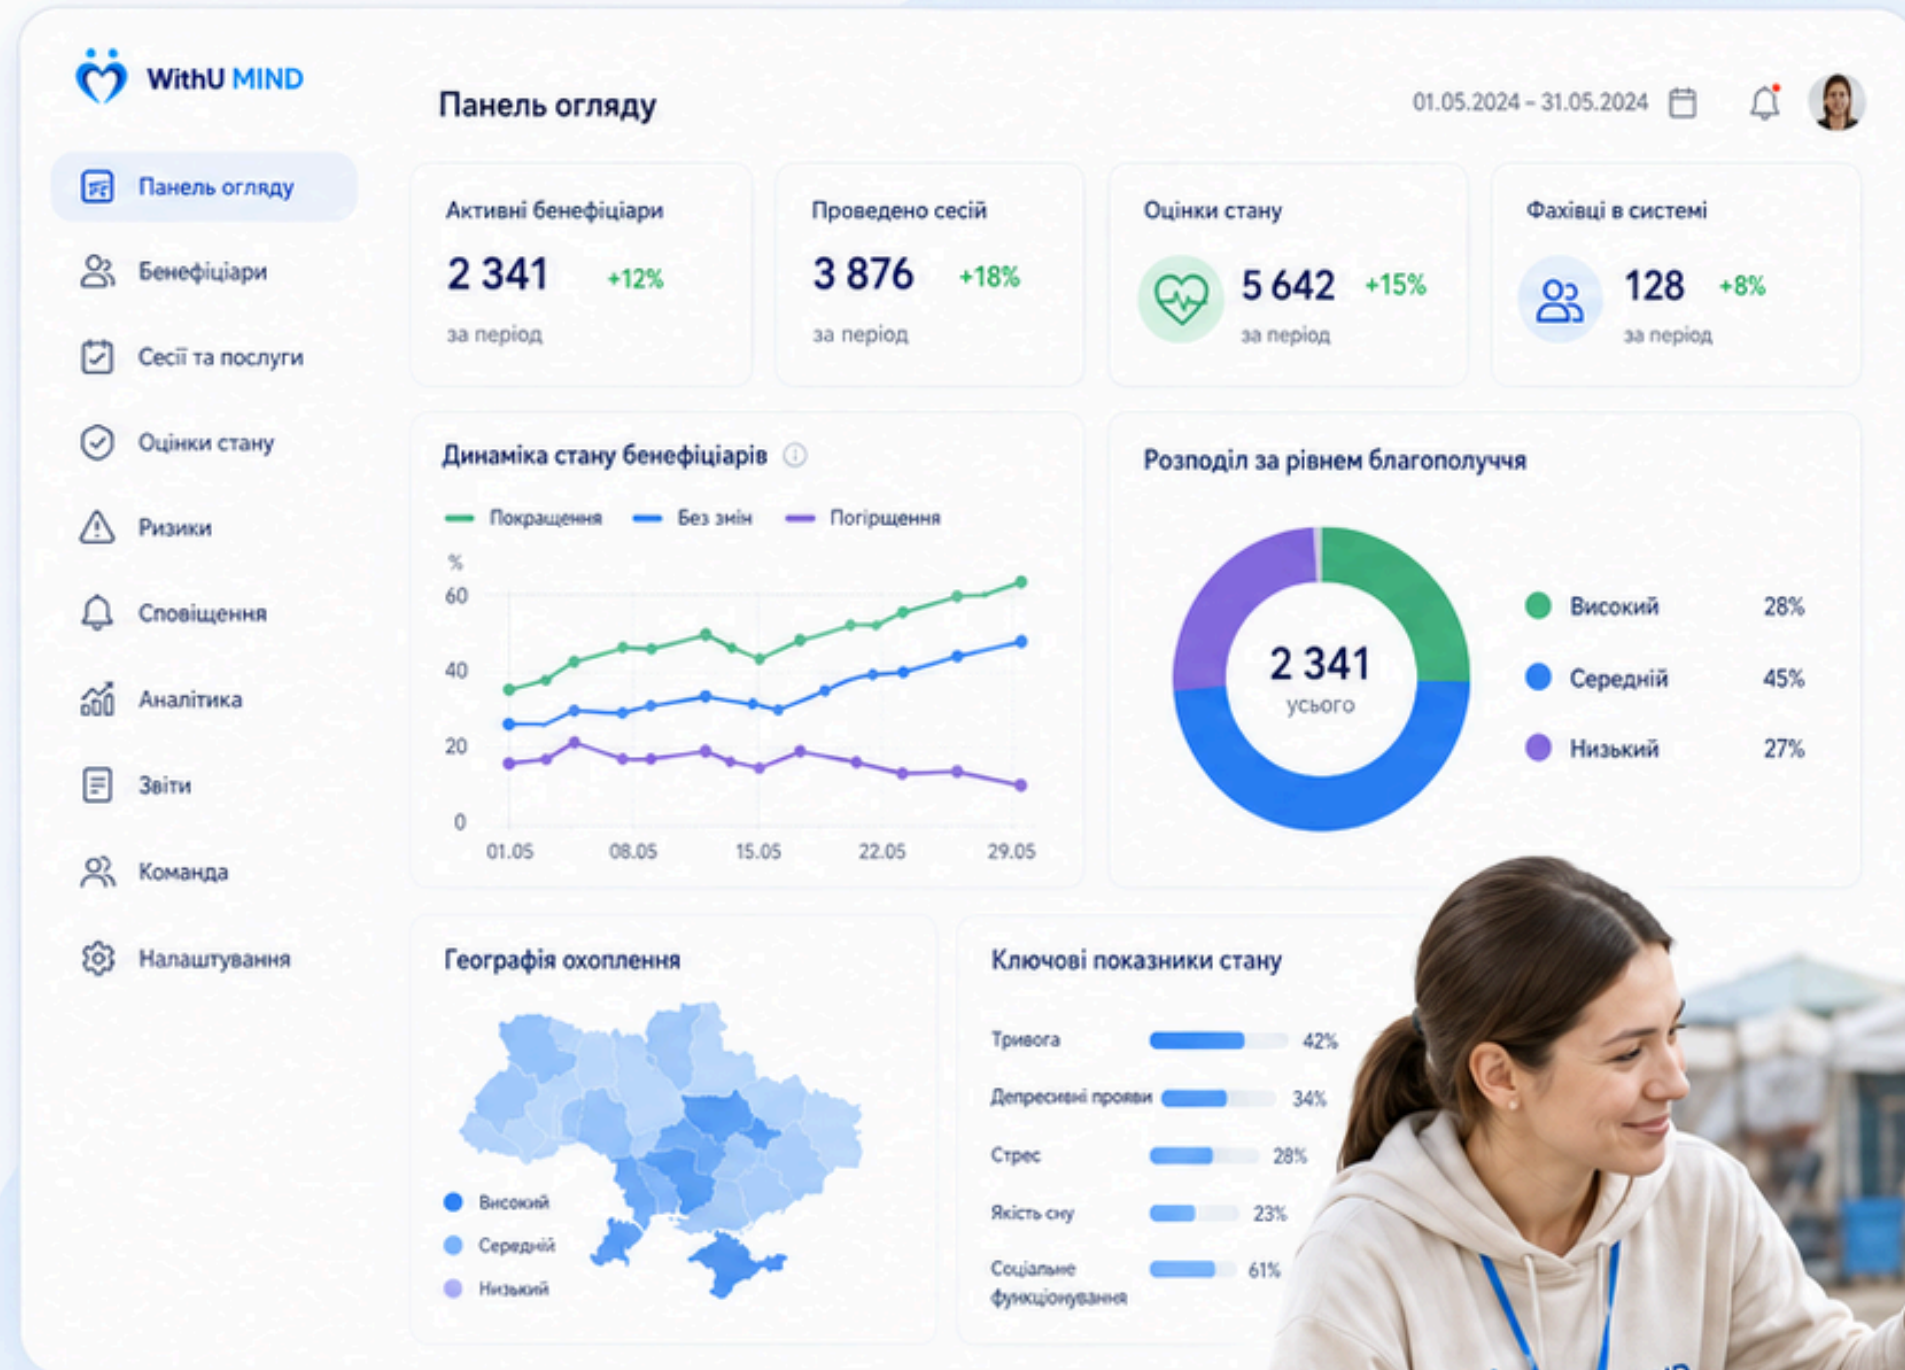 WithU MIND
Панель огляду
01.05.2024 – 31.05.2024
Панель огляду
Бенефіціари
Сесії та послуги
Оцінки стану
Ризики
Сповіщення
Аналітика
Звіти
Команда
Налаштування
Активні бенефіціари
2 341 +12%
за період
Проведено сесій
3 876 +18%
за період
Оцінки стану
5 642 +15%
за період
Фахівці в системі
128 +8%
за період
Динаміка стану бенефіціарів
Покращення Без змін Погірщення
%
60
40
20
0
01.05 08.05 15.05 22.05 29.05
Розподіл за рівнем благополуччя
2 341
усього
Високий 28%
Середній 45%
Низький 27%
Географія охоплення
Високий
Середній
Низький
Ключові показники стану
Тривога 42%
Депресивні прояви 34%
Стрес 28%
Якість сну 23%
Соціальне 61%
функціонування